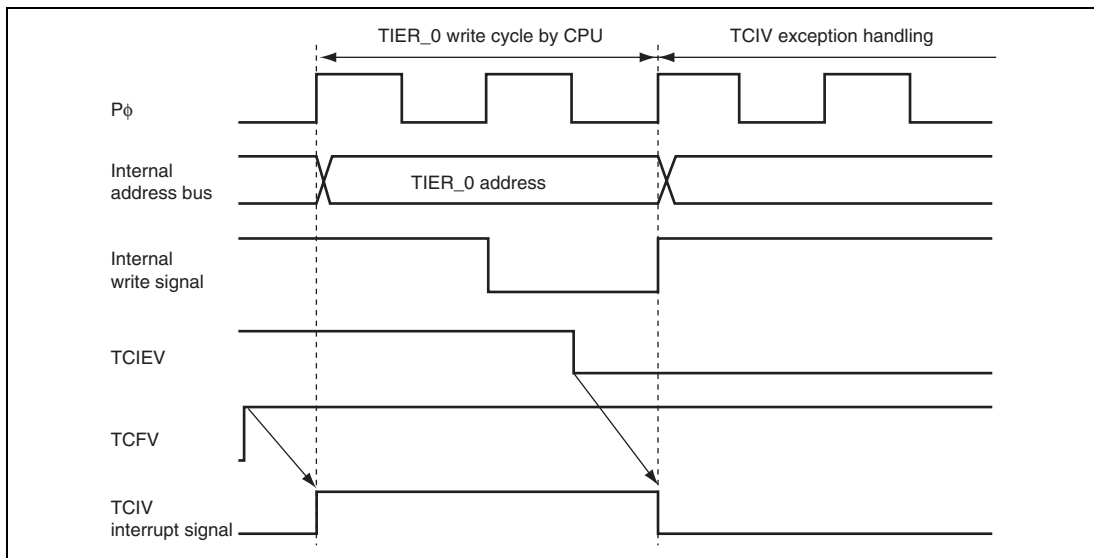 TIER_0 write cycle by CPU
TCIV exception handling
Pϕ
Internal
address bus
TIER_0 address
Internal
write signal
TCIEV
TCFV
TCIV
interrupt signal